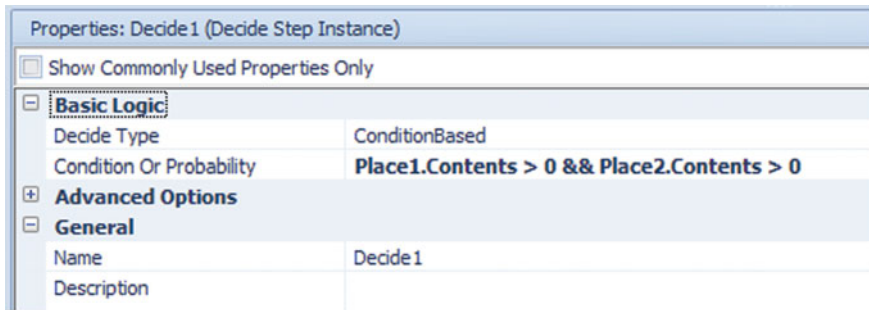 Properties: Decide1 (Decide Step Instance)
Show Commonly Used Properties Only
Basic Logic
Decide Type ConditionBased
Condition Or Probability Place1.Contents > 0 && Place2.Contents > 0
Advanced Options
General
Name Decide1
Description